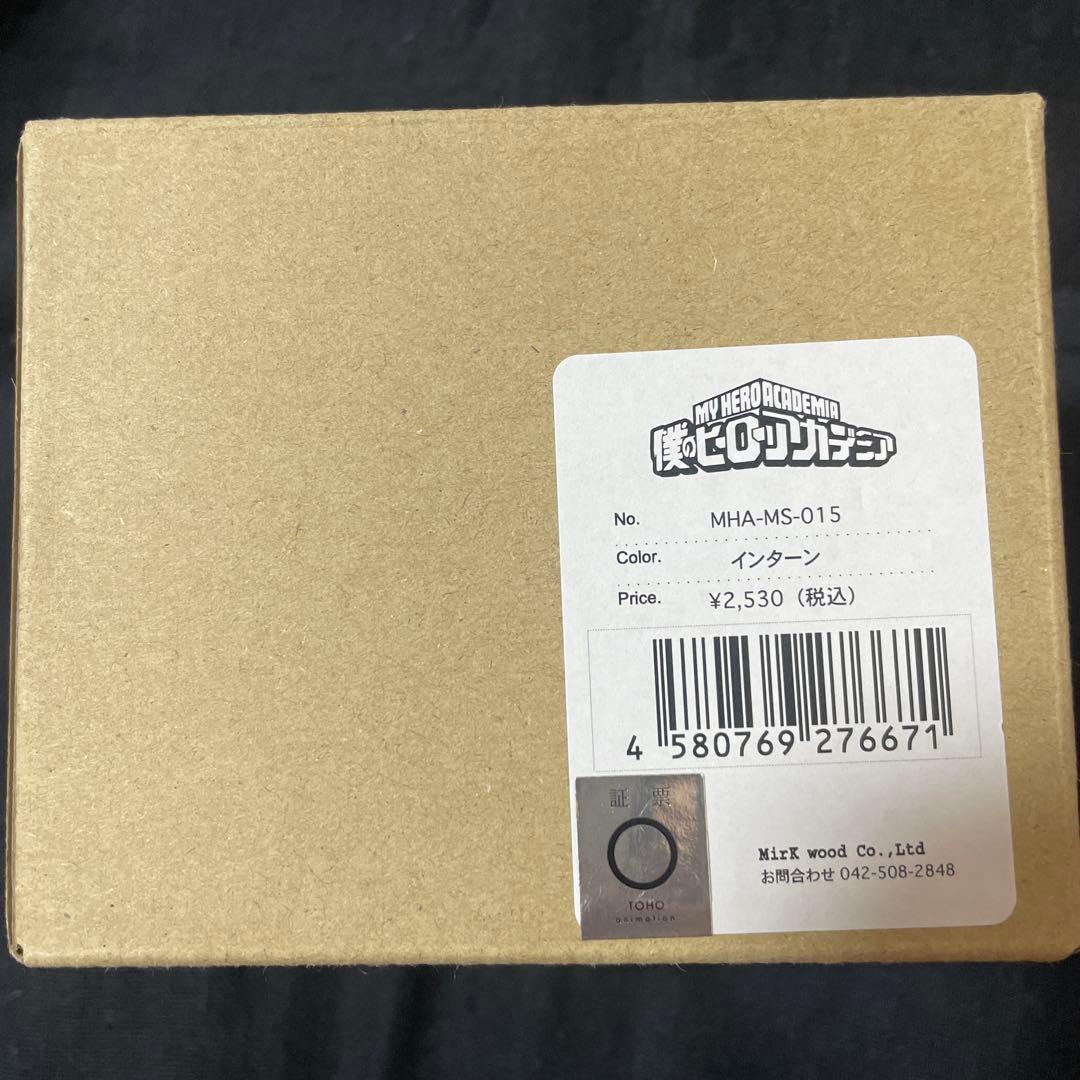 MY HERO ACADEMIA
僕のヒーローアカデミア
No. MHA-MS-015
Color. インターン
Price. ¥2,530（税込）
4 580769 276671
証 票
TOHO
animation
MirK wood Co.,Ltd
お問合わせ 042-508-2848